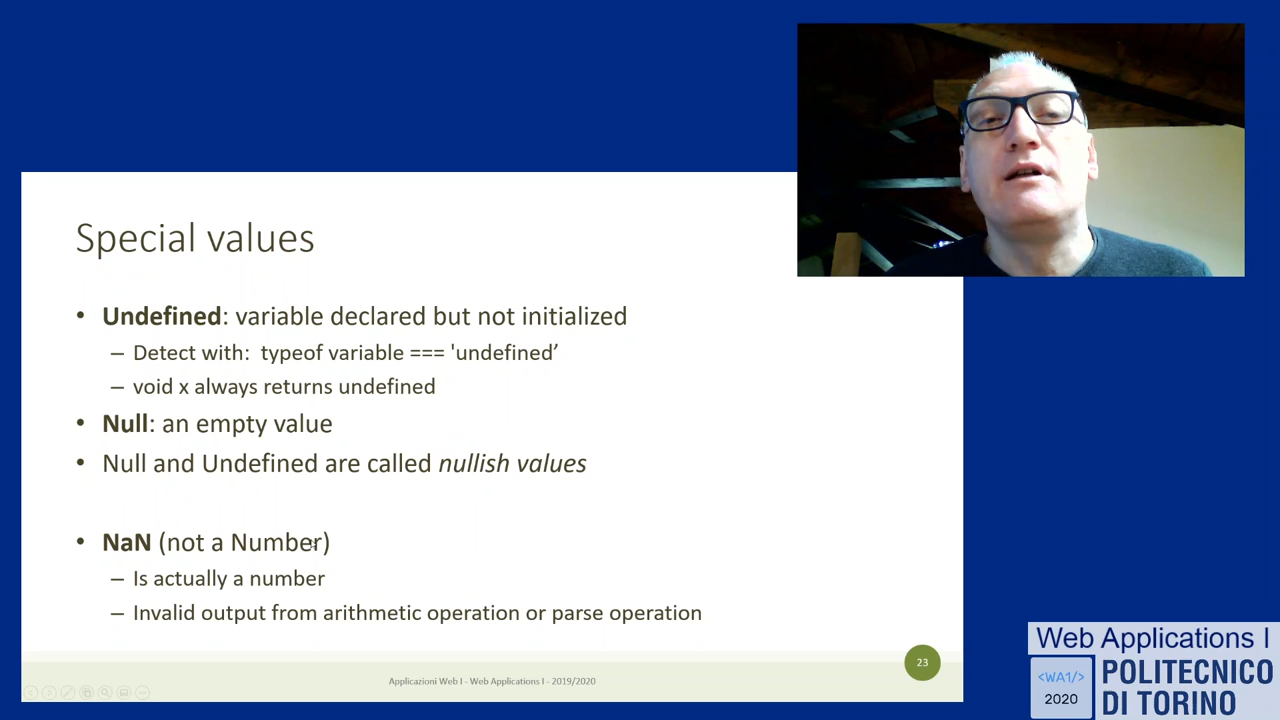 Special values
• Undefined: variable declared but not initialized
– Detect with: typeof variable === 'undefined’
– void x always returns undefined
• Null: an empty value
• Null and Undefined are called nullish values
• NaN (not a Number)
– Is actually a number
– Invalid output from arithmetic operation or parse operation
23
Applicazioni Web I - Web Applications I - 2019/2020
Web Applications I
<WA1/>
2020
POLITECNICO
DI TORINO